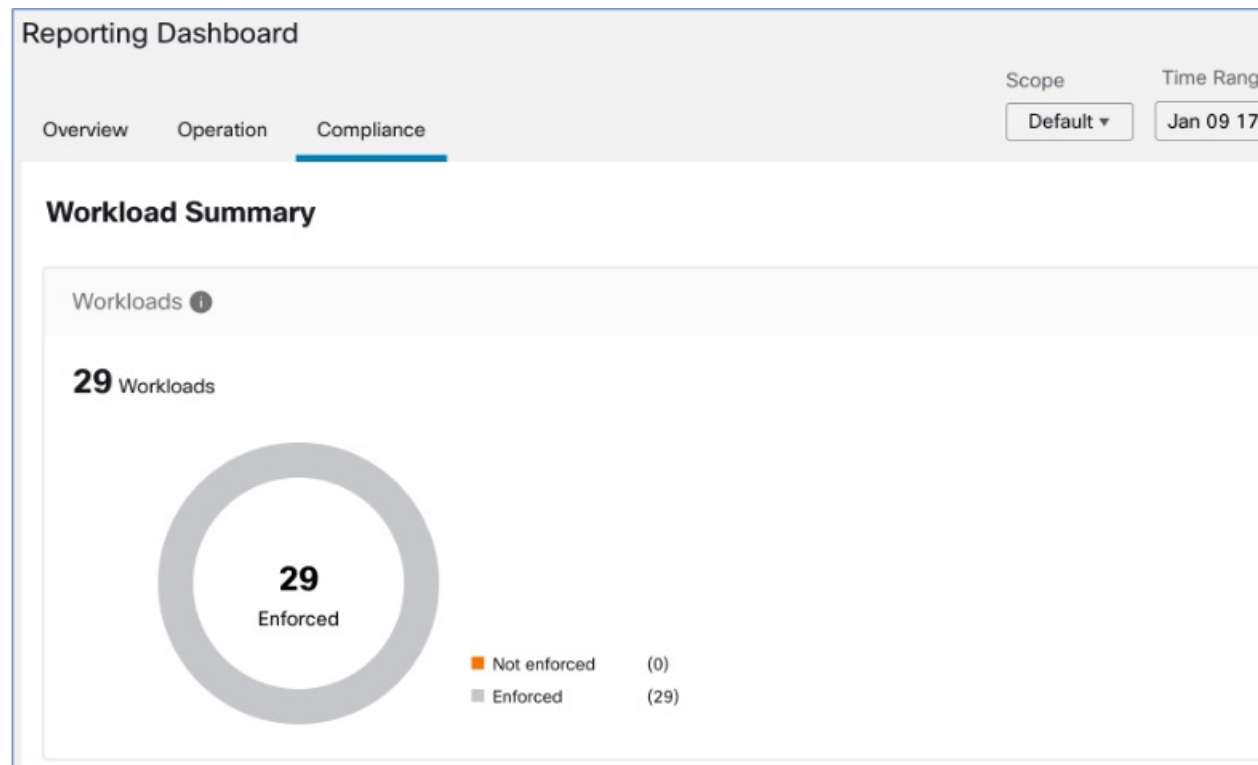 Reporting Dashboard
Scope Time Rang
Overview Operation Compliance Default Jan 09 17
Workload Summary
Workloads
29 Workloads
29
Enforced
Not enforced (0)
Enforced (29)